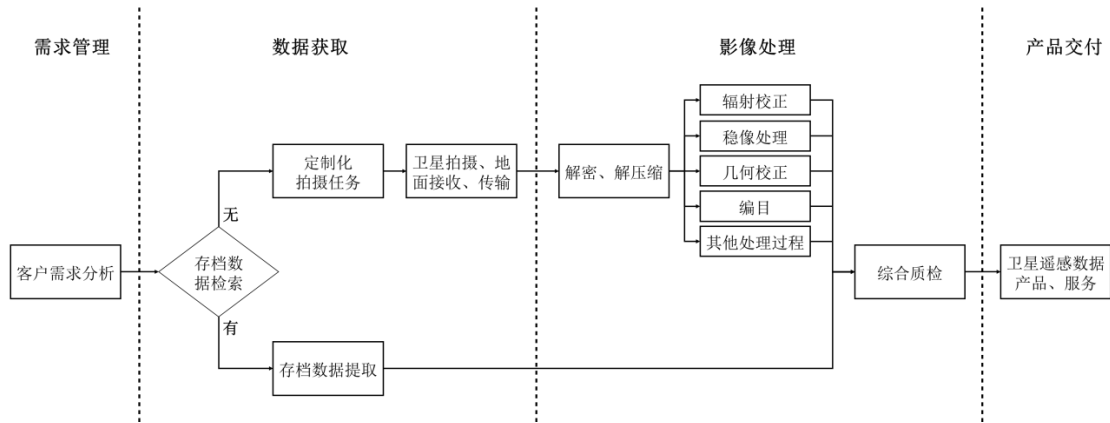 需求管理
数据获取
影像处理
产品交付
客户需求分析
存档数
据检索
无
有
定制化
拍摄任务
卫星拍摄、地
面接收、传输
存档数据提取
解密、解压缩
辐射校正
稳像处理
几何校正
编目
其他处理过程
综合质检
卫星遥感数据
产品、服务